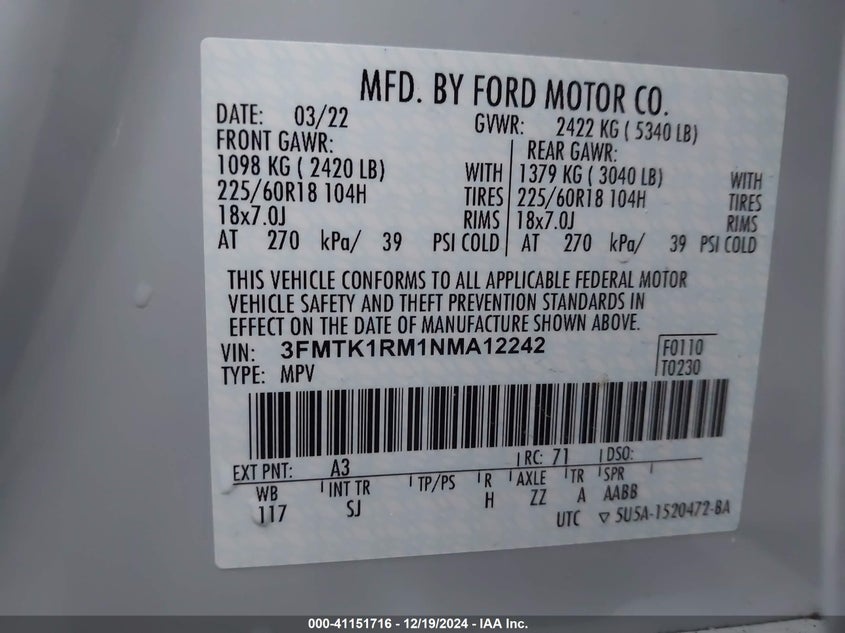 MFD. BY FORD MOTOR CO.
DATE: 03/22 GVWR: 2422 KG ( 5340 LB)
FRONT GAWR: REAR GAWR:
1098 KG ( 2420 LB) WITH 1379 KG ( 3040 LB) WITH
225/60R18 104H TIRES 225/60R18 104H TIRES
18x7.0J RIMS 18x7.0J RIMS
AT 270 kPa/ 39 PSI COLD AT 270 kPa/ 39 PSI COLD
THIS VEHICLE CONFORMS TO ALL APPLICABLE FEDERAL MOTOR
VEHICLE SAFETY AND THEFT PREVENTION STANDARDS IN
EFFECT ON THE DATE OF MANUFACTURE SHOWN ABOVE.
VIN: 3FMTK1RM1NMA12242 F0110
TYPE: MPV T0230
EXT PNT: A3 RC: 71 DSO:
WB INT TR TP/PS R AXLE TR SPR
117 SJ H ZZ A AABB
UTC ▽ 5U5A-1520472-BA
000-41151716 – 12/19/2024 – IAA Inc.